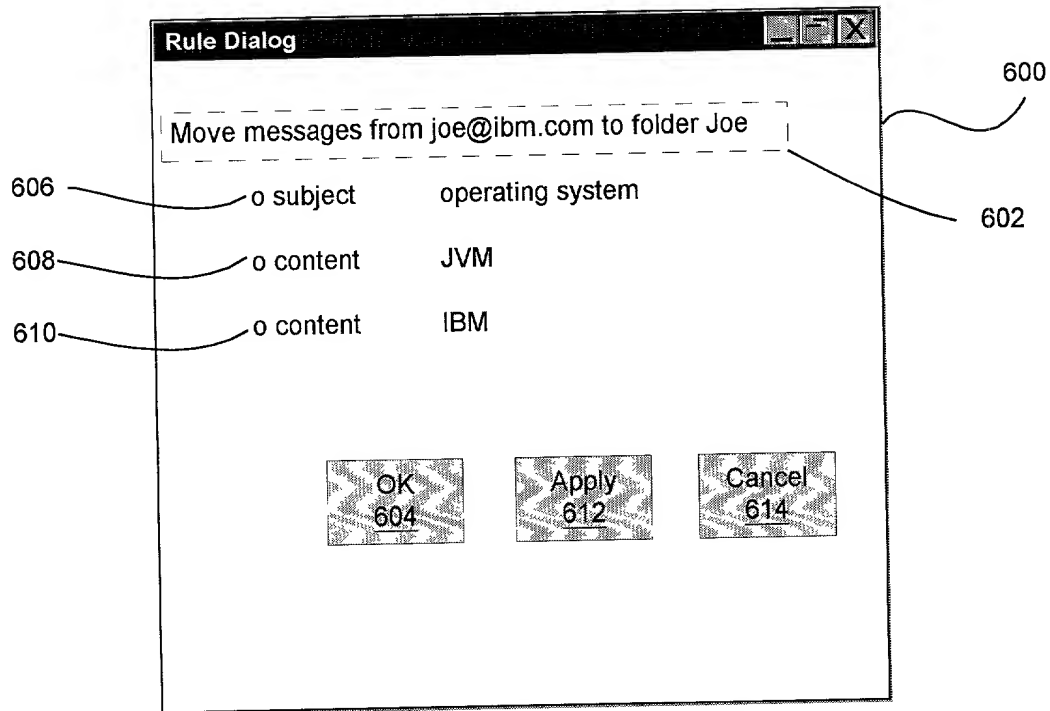 Rule Dialog
600
Move messages from joe@ibm.com to folder Joe
602
606 o subject operating system
608 o content JVM
610 o content IBM
OK Apply Cancel
604 612 614